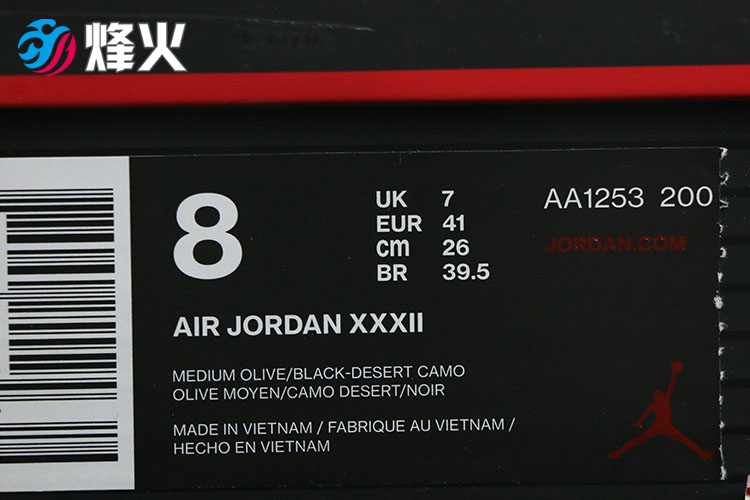 烽火
8
UK 7
EUR 41
cm 26
BR 39.5
AA1253 200
JORDAN.COM
AIR JORDAN XXXII
MEDIUM OLIVE/BLACK-DESERT CAMO
OLIVE MOYEN/CAMO DESERT/NOIR
MADE IN VIETNAM / FABRIQUE AU VIETNAM /
HECHO EN VIETNAM